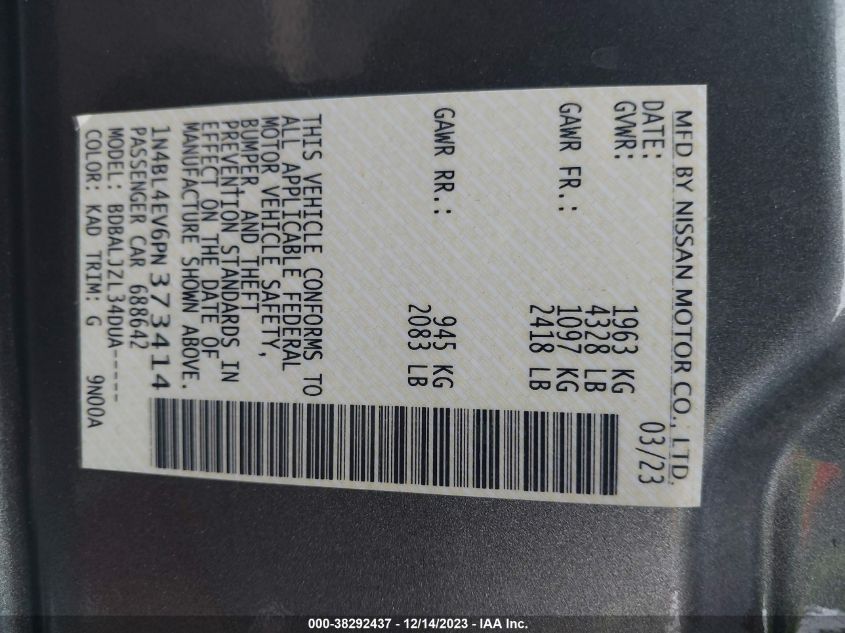 MFD BY NISSAN MOTOR CO., LTD.
DATE: 03/23
GVWR: 1963 KG
4328 LB
GAWR FR.: 1097 KG
2418 LB
GAWR RR.: 945 KG
2083 LB
THIS VEHICLE CONFORMS TO
ALL APPLICABLE FEDERAL
MOTOR VEHICLE SAFETY,
BUMPER, AND THEFT
PREVENTION STANDARDS IN
EFFECT ON THE DATE OF
MANUFACTURE SHOWN ABOVE.
1N4BL4EV6PN373414
PASSENGER CAR 688642
MODEL: BDBALJZL34DUA-----
COLOR: KAD TRIM: G 9N00A
000-38292437 - 12/14/2023 - IAA Inc.